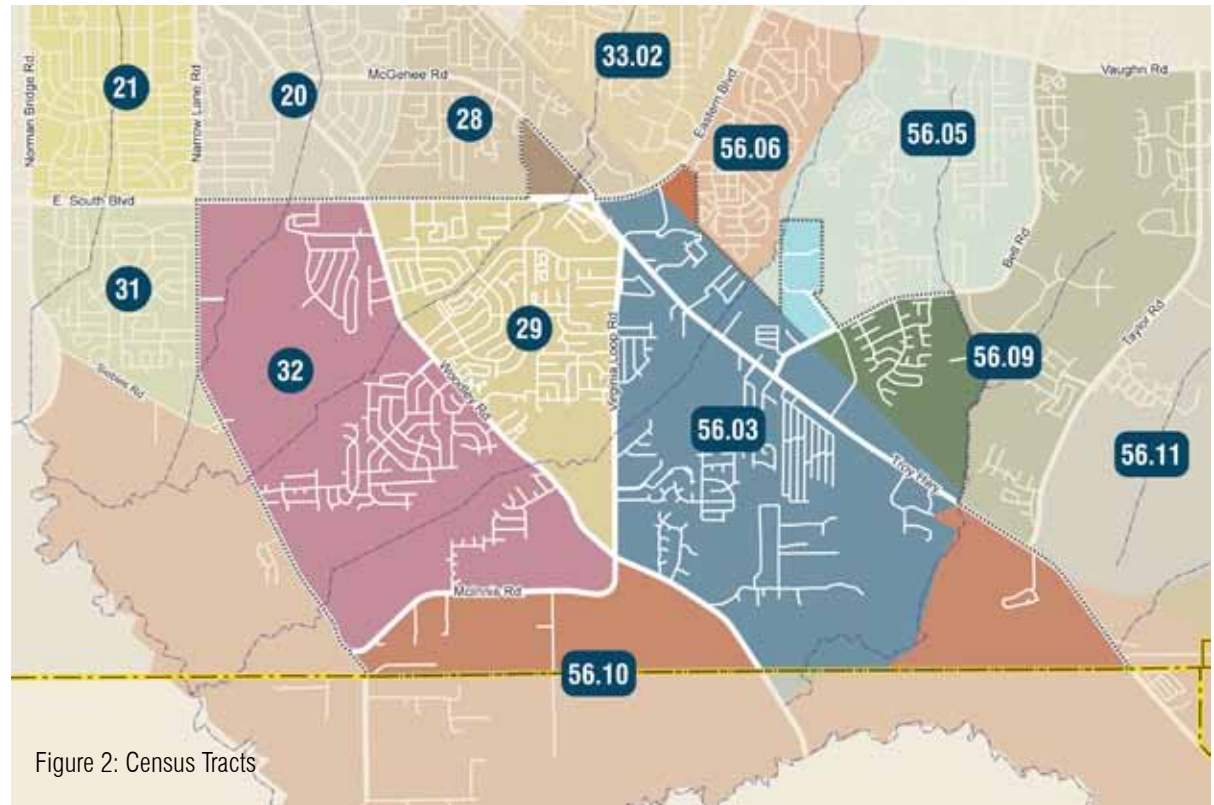 33.02
McGehee Rd
Vaughn Rd
21
20
28
Norman Bridge Rd.
Narrow Lane Rd
Eastern Blvd
56.06
56.05
E. South Blvd
31
Bell Rd
29
Virginia Loop Rd
Taylor Rd
56.09
32
Woodley Rd
56.03
56.11
Troy Hwy
McInnis Rd
56.10
Figure 2: Census Tracts